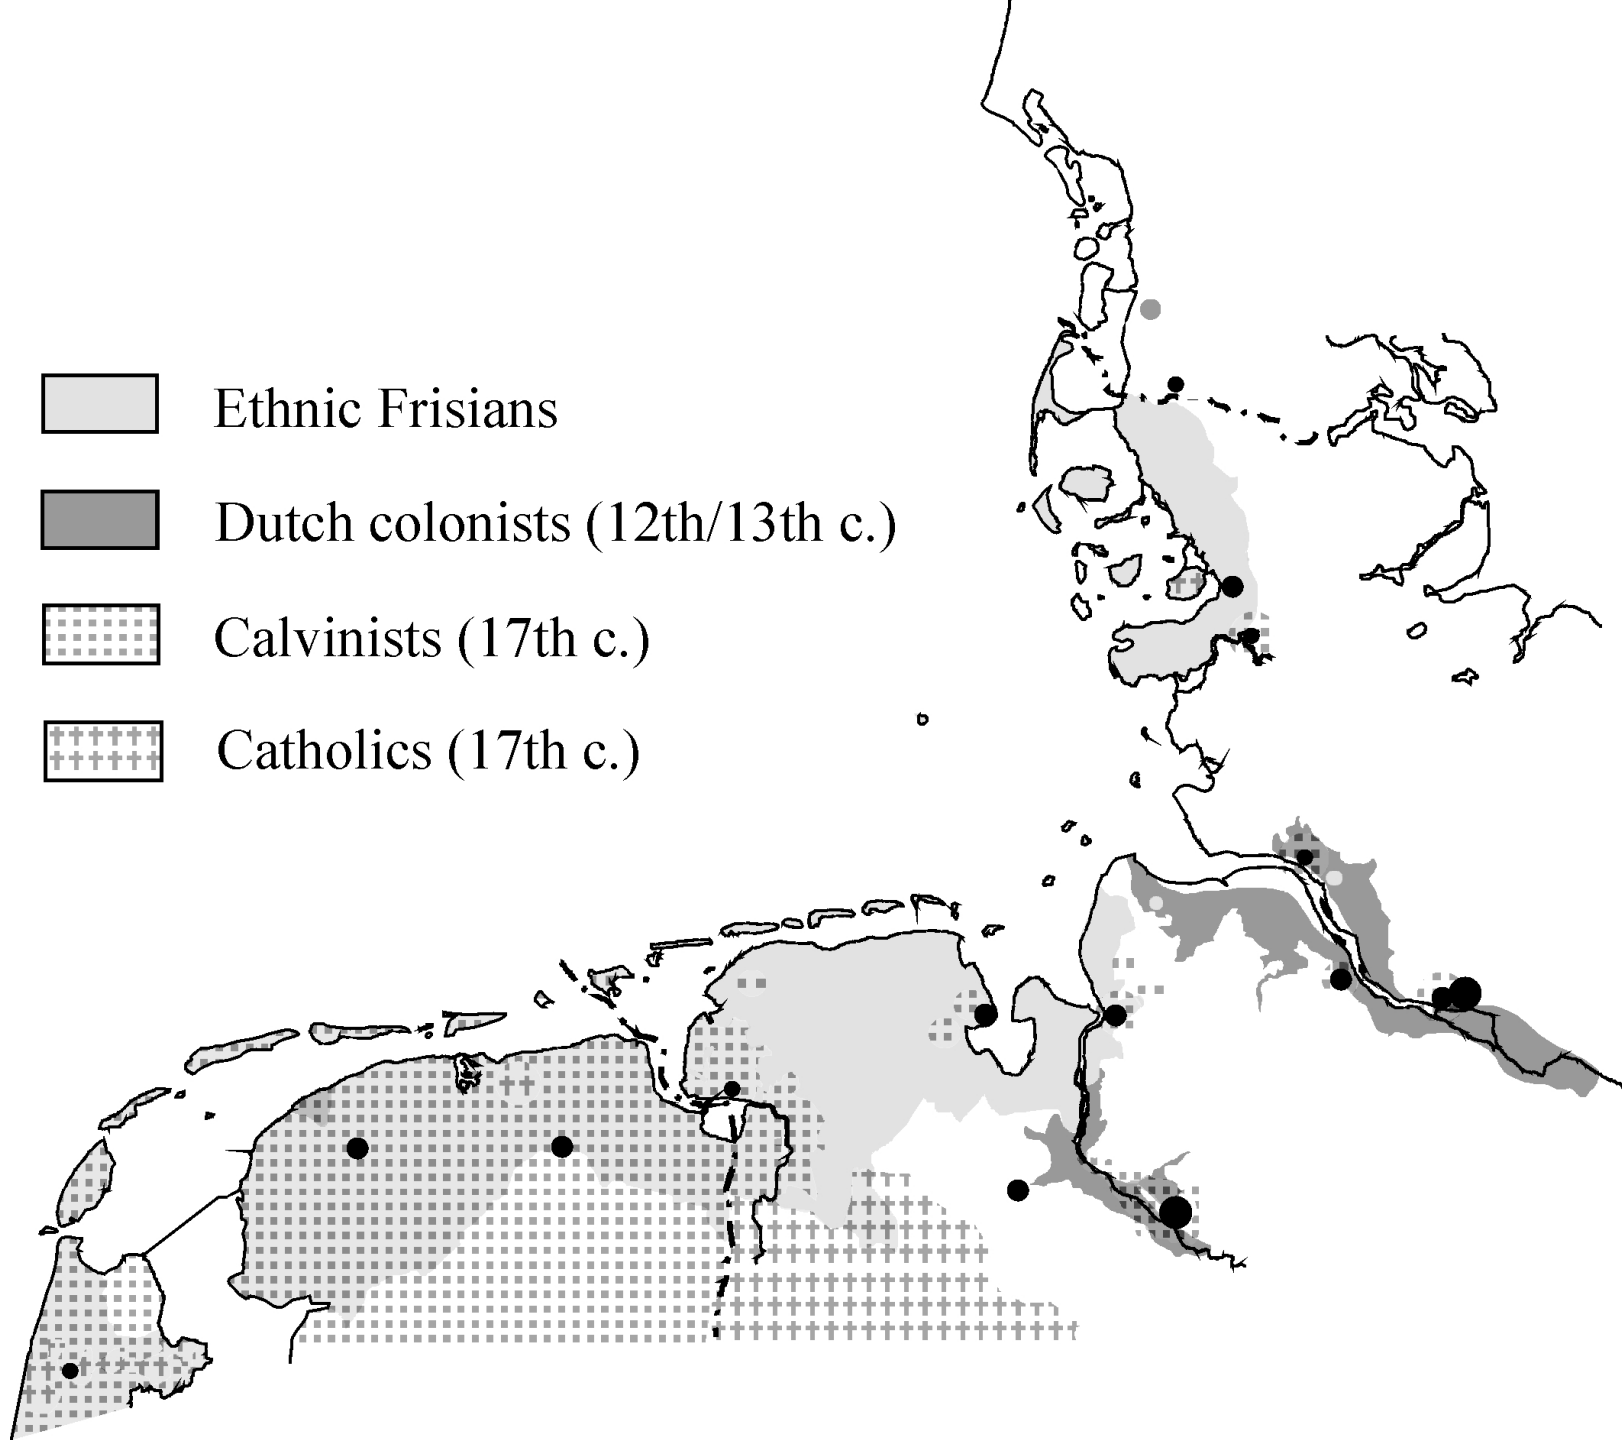 Ethnic Frisians
Dutch colonists (12th/13th c.)
Calvinists (17th c.)
Catholics (17th c.)